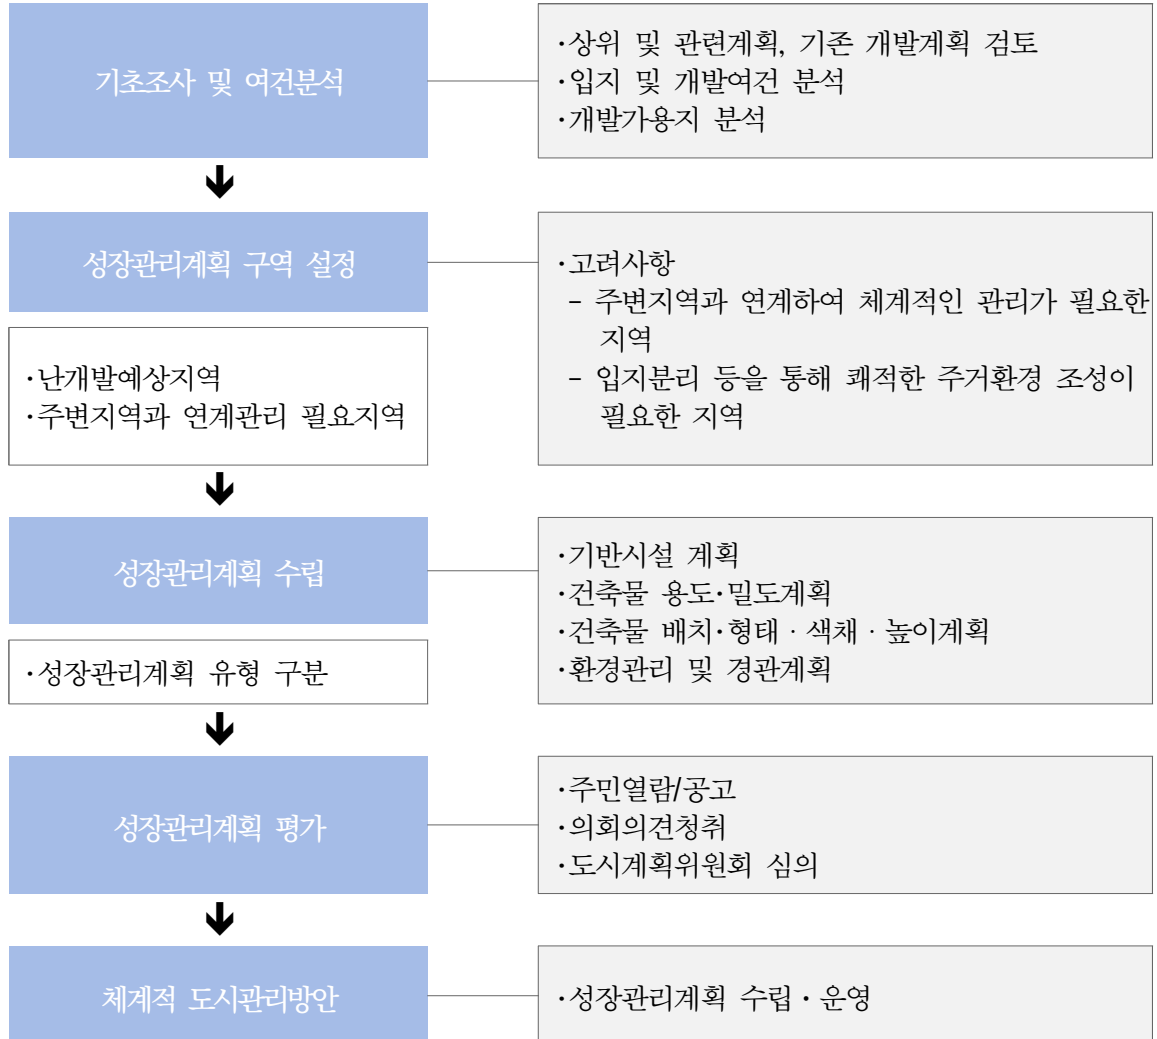 기초조사 및 여건분석
·상위 및 관련계획, 기존 개발계획 검토
·입지 및 개발여건 분석
·개발가용지 분석
성장관리계획 구역 설정
·난개발예상지역
·주변지역과 연계관리 필요지역
·고려사항
- 주변지역과 연계하여 체계적인 관리가 필요한
지역
- 입지분리 등을 통해 쾌적한 주거환경 조성이
필요한 지역
성장관리계획 수립
·성장관리계획 유형 구분
·기반시설 계획
·건축물 용도·밀도계획
·건축물 배치·형태 · 색채 · 높이계획
·환경관리 및 경관계획
성장관리계획 평가
·주민열람/공고
·의회의견청취
·도시계획위원회 심의
체계적 도시관리방안
·성장관리계획 수립·운영